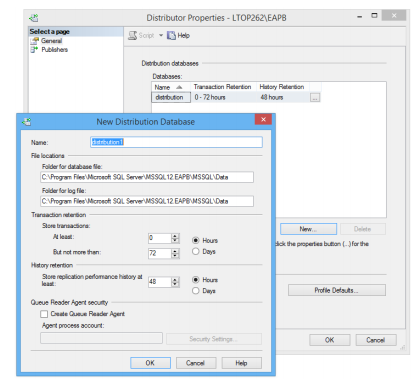 Distributor Properties - LTOP262\EAPB
Select a page
General
Publishers
Script
Help
Distribution databases
Databases:
Name Transaction Retention History Retention
distribution 0 - 72 hours 48 hours ...
New... Delete
click the properties button (...) for the
Profile Defaults...
OK Cancel
New Distribution Database
Name: distribution1
File locations
Folder for database file:
C:\Program Files\Microsoft SQL Server\MSSQL12.EAPB\MSSQL\Data
Folder for log file:
C:\Program Files\Microsoft SQL Server\MSSQL12.EAPB\MSSQL\Data
Transaction retention
Store transactions:
At least: 0 Hours
But not more than: 72 Days
History retention
Store replication performance history at
least: 48 Hours
Days
Queue Reader Agent security
Create Queue Reader Agent
Agent process account:
Security Settings...
OK Cancel Help